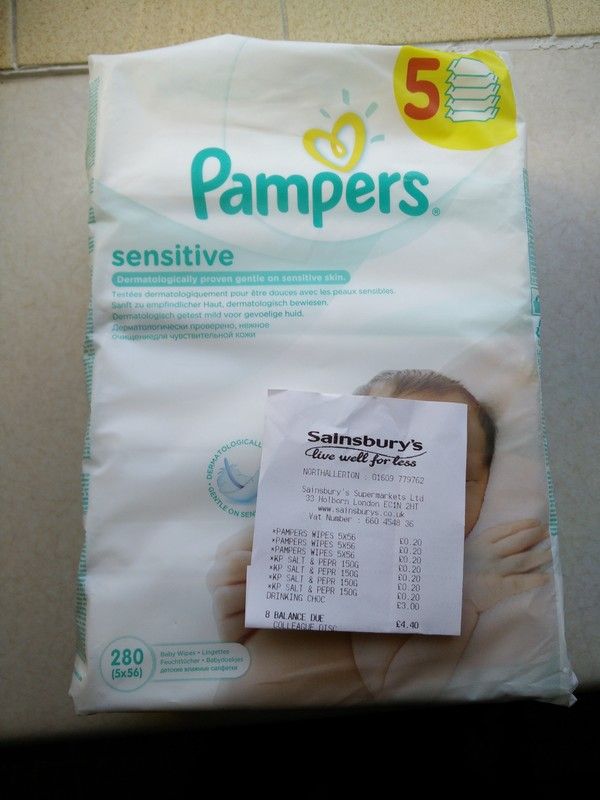 5
Pampers®
sensitive
Dermatologically proven gentle on sensitive skin.
Testées dermatologiquement pour être douces avec les peaux sensibles.
Sanft zu empfindlicher Haut, dermatologisch bewiesen.
Dermatologisch getest mild voor gevoelige huid.
Дерматологически проверено, нежное
очищениедля чувствительной кожи
DERMATOLOGICALLY
GENTLE ON SEN
280
(5x56)
Baby Wipes • Lingettes
Feuchttücher • Babydoekjes
детские влажные салфетки
Sainsbury's
live well for less
NORTHALLERTON : 01609 779762
Sainsbury's Supermarkets Ltd
33 Holborn London EC1N 2HT
www.sainsburys.co.uk
Vat Number : 660 4548 36
*PAMPERS WIPES 5X56 £0.20
*PAMPERS WIPES 5X56 £0.20
*PAMPERS WIPES 5X56 £0.20
*KP SALT & PEPR 150G £0.20
*KP SALT & PEPR 150G £0.20
*KP SALT & PEPR 150G £0.20
*KP SALT & PEPR 150G £0.20
DRINKING CHOC £3.00
8 BALANCE DUE £4.40
COLLEAGUE DISC